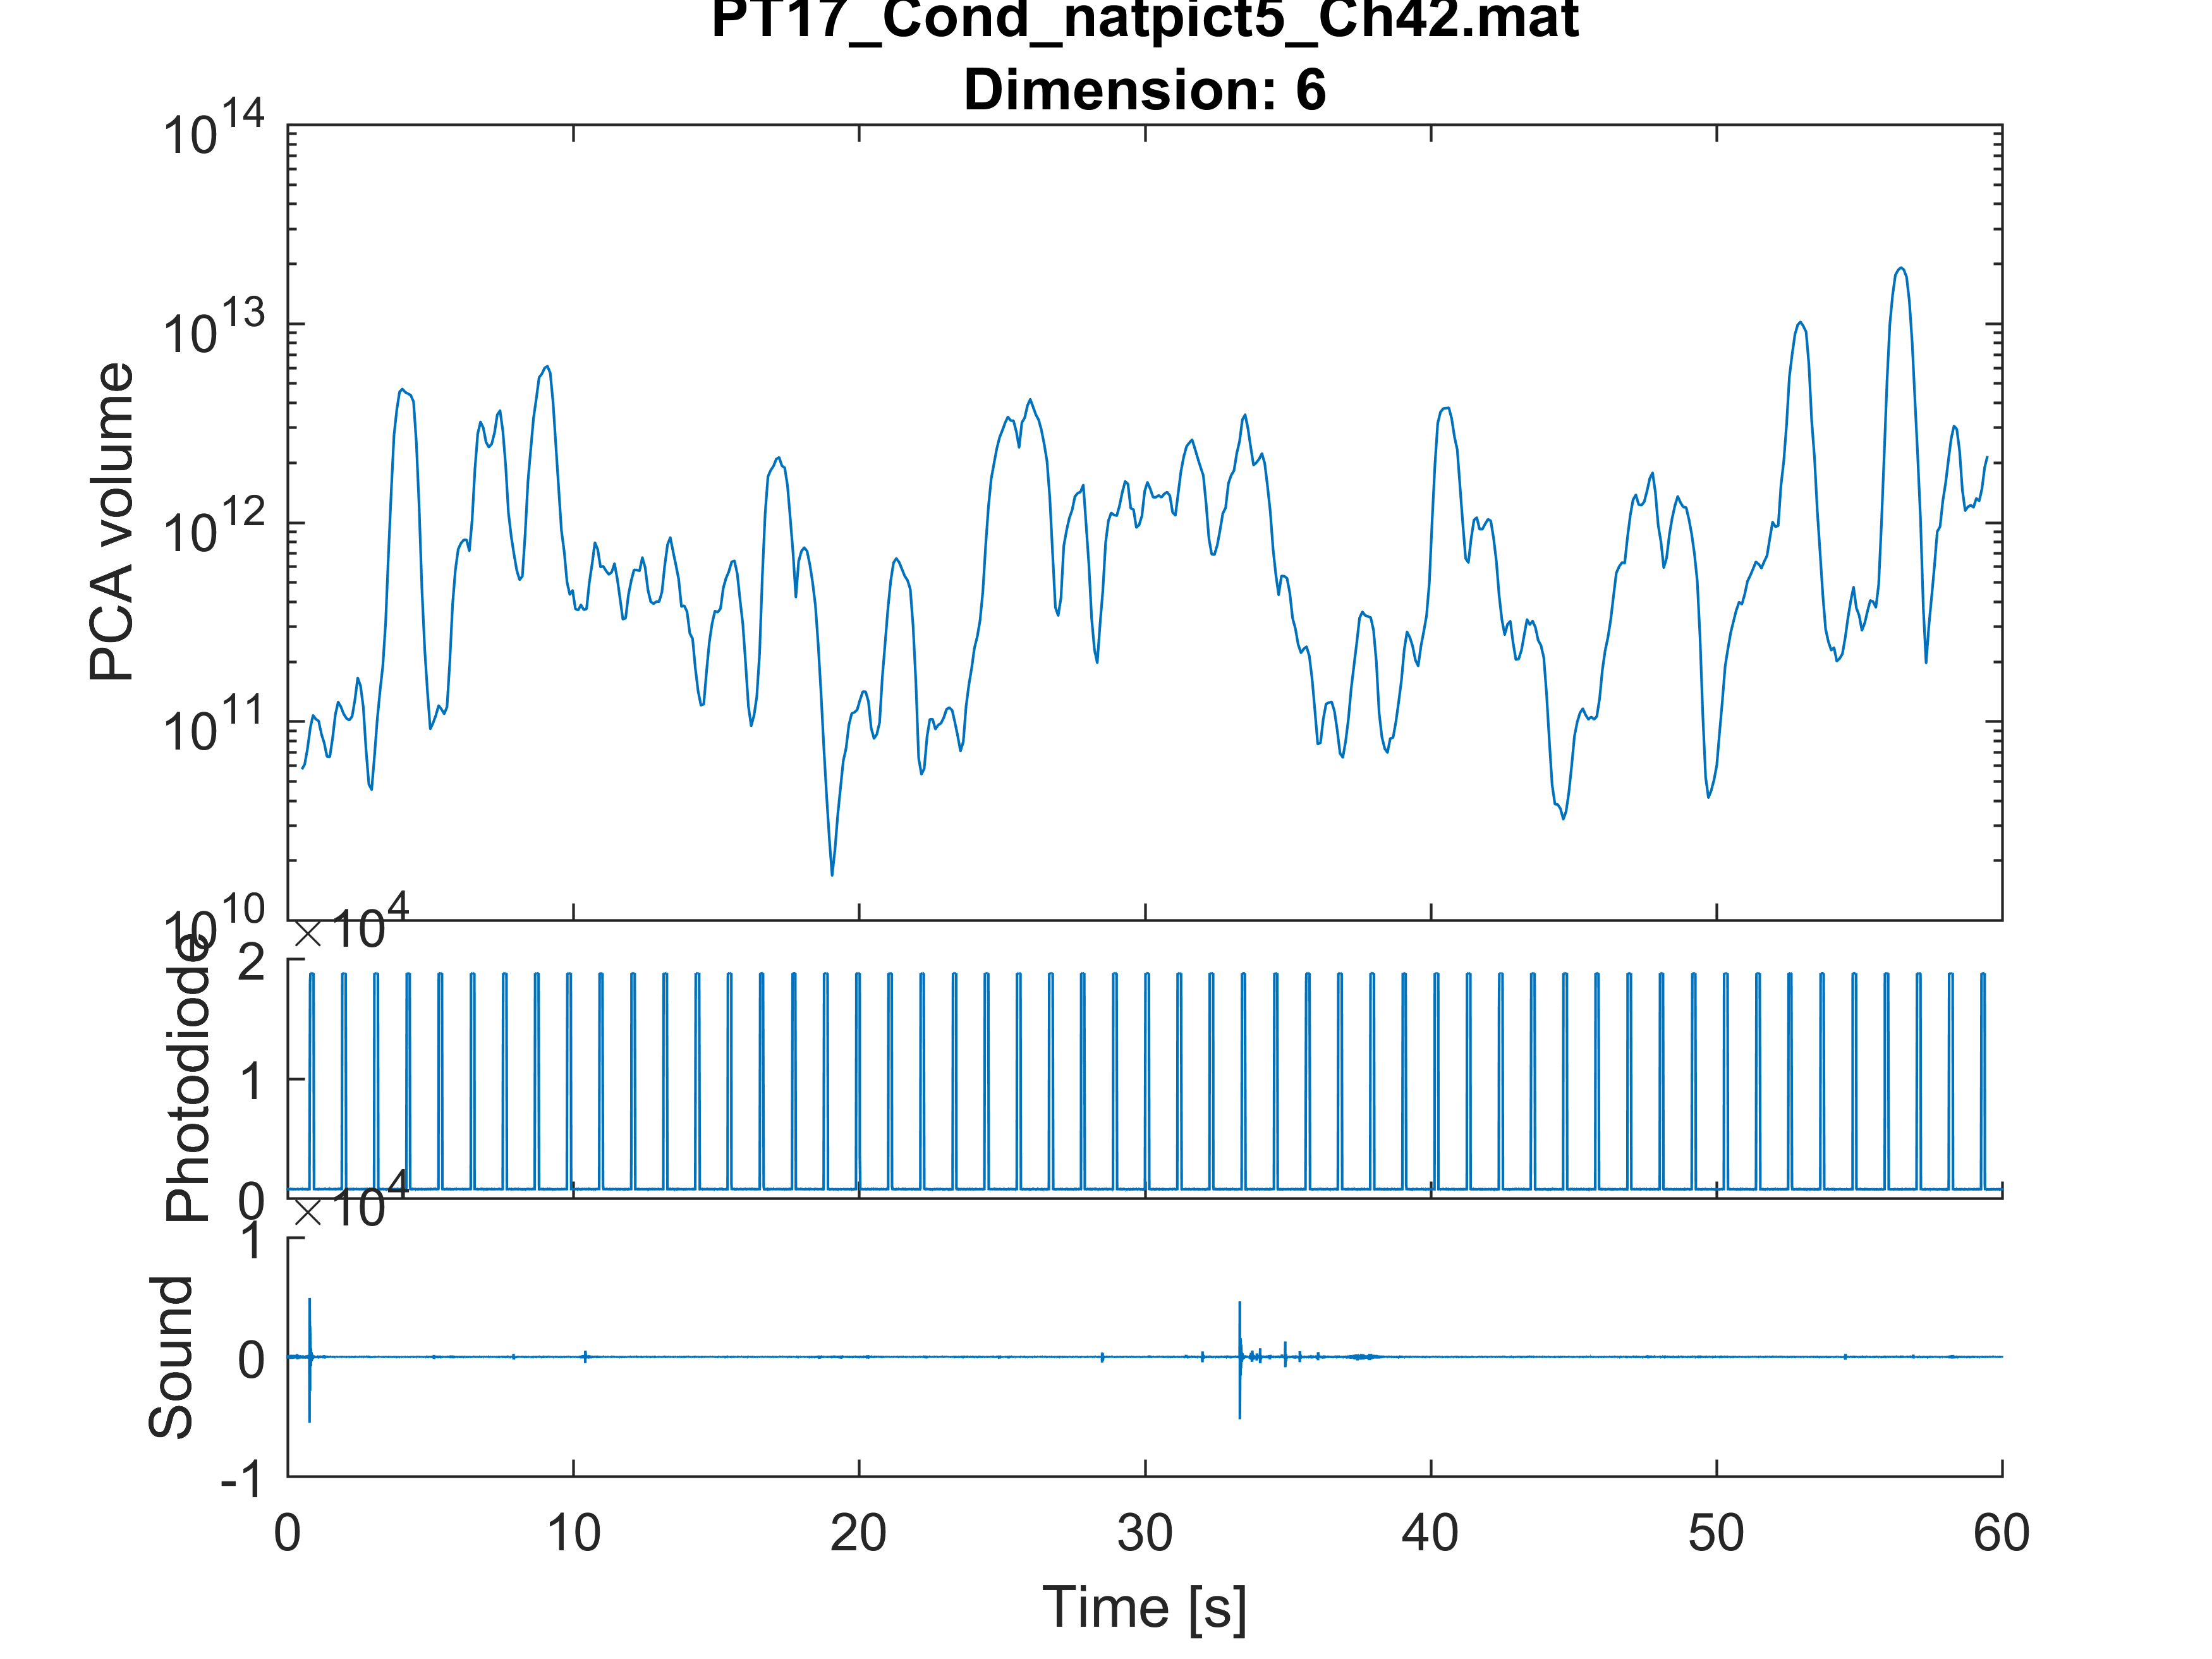 PT17_Cond_natpict5_Ch42.mat
Dimension: 6
10^14
10^13
10^12
10^11
10^10
PCA volume
×10^4
2
1
0
Photodiode
×10^4
1
0
-1
Sound
0 10 20 30 40 50 60
Time [s]